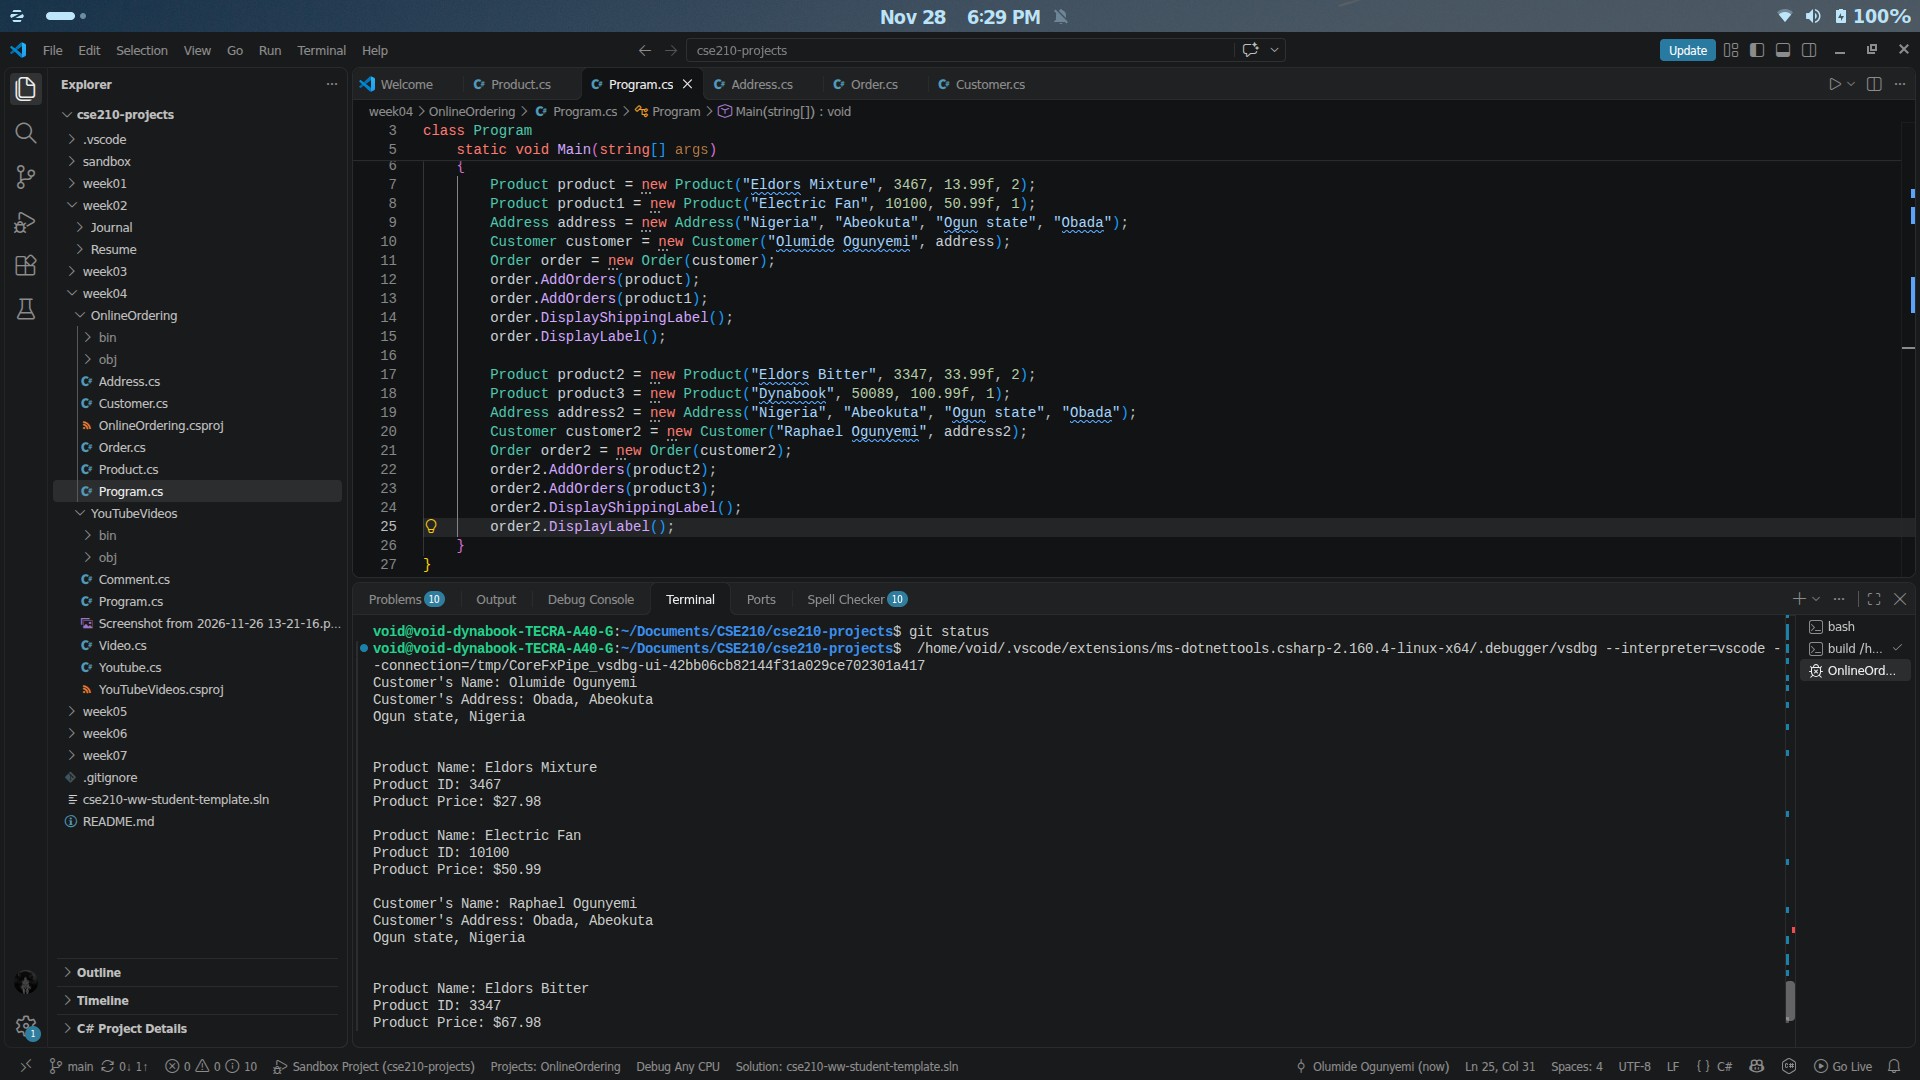 Nov 28 6:29 PM
100%
File Edit Selection View Go Run Terminal Help
cse210-projects
Update
Explorer
cse210-projects
.vscode
sandbox
week01
week02
Journal
Resume
week03
week04
OnlineOrdering
bin
obj
Address.cs
Customer.cs
OnlineOrdering.csproj
Order.cs
Product.cs
Program.cs
YouTubeVideos
bin
obj
Comment.cs
Program.cs
Screenshot from 2026-11-26 13-21-16.p...
Video.cs
Youtube.cs
YouTubeVideos.csproj
week05
week06
week07
.gitignore
cse210-ww-student-template.sln
README.md
Outline
Timeline
C# Project Details
1
Welcome Product.cs Program.cs Address.cs Order.cs Customer.cs
week04 > OnlineOrdering > Program.cs > Program > Main(string[]) : void
3 class Program
5 static void Main(string[] args)
6 {
7 Product product = new Product("Eldors Mixture", 3467, 13.99f, 2);
8 Product product1 = new Product("Electric Fan", 10100, 50.99f, 1);
9 Address address = new Address("Nigeria", "Abeokuta", "Ogun state", "Obada");
10 Customer customer = new Customer("Olumide Ogunyemi", address);
11 Order order = new Order(customer);
12 order.AddOrders(product);
13 order.AddOrders(product1);
14 order.DisplayShippingLabel();
15 order.DisplayLabel();
16
17 Product product2 = new Product("Eldors Bitter", 3347, 33.99f, 2);
18 Product product3 = new Product("Dynabook", 50089, 100.99f, 1);
19 Address address2 = new Address("Nigeria", "Abeokuta", "Ogun state", "Obada");
20 Customer customer2 = new Customer("Raphael Ogunyemi", address2);
21 Order order2 = new Order(customer2);
22 order2.AddOrders(product2);
23 order2.AddOrders(product3);
24 order2.DisplayShippingLabel();
25 order2.DisplayLabel();
26 }
27 }
Problems 10 Output Debug Console Terminal Ports Spell Checker 10
void@void-dynabook-TECRA-A40-G:~/Documents/CSE210/cse210-projects$ git status
void@void-dynabook-TECRA-A40-G:~/Documents/CSE210/cse210-projects$ /home/void/.vscode/extensions/ms-dotnettools.csharp-2.160.4-linux-x64/.debugger/vsdbg --interpreter=vscode -
-connection=/tmp/CoreFxPipe_vsdbg-ui-42bb06cb82144f31a029ce702301a417
Customer's Name: Olumide Ogunyemi
Customer's Address: Obada, Abeokuta
Ogun state, Nigeria
Product Name: Eldors Mixture
Product ID: 3467
Product Price: $27.98
Product Name: Electric Fan
Product ID: 10100
Product Price: $50.99
Customer's Name: Raphael Ogunyemi
Customer's Address: Obada, Abeokuta
Ogun state, Nigeria
Product Name: Eldors Bitter
Product ID: 3347
Product Price: $67.98
bash
build /h...
OnlineOrd...
main 0↓ 1↑ 0 0 10 Sandbox Project (cse210-projects) Projects: OnlineOrdering Debug Any CPU Solution: cse210-ww-student-template.sln Olumide Ogunyemi (now) Ln 25, Col 31 Spaces: 4 UTF-8 LF { } C# Go Live